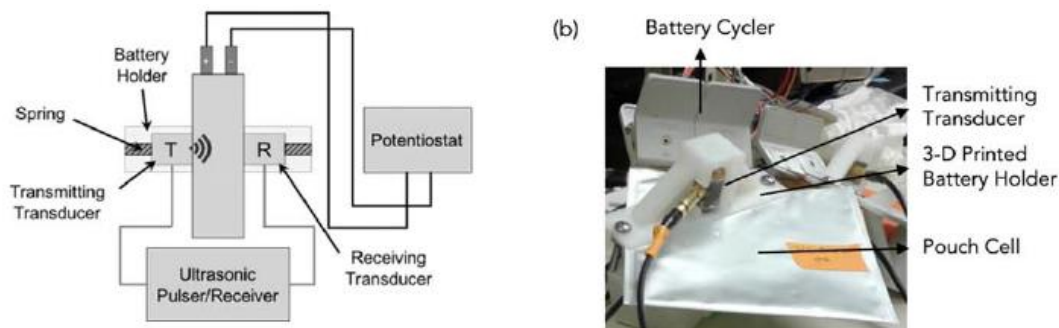 Battery
Holder
Spring
+
-
T
R
Potentiostat
Transmitting
Transducer
Receiving
Transducer
Ultrasonic
Pulser/Receiver
(b)
Battery Cycler
Transmitting
Transducer
3-D Printed
Battery Holder
Pouch Cell